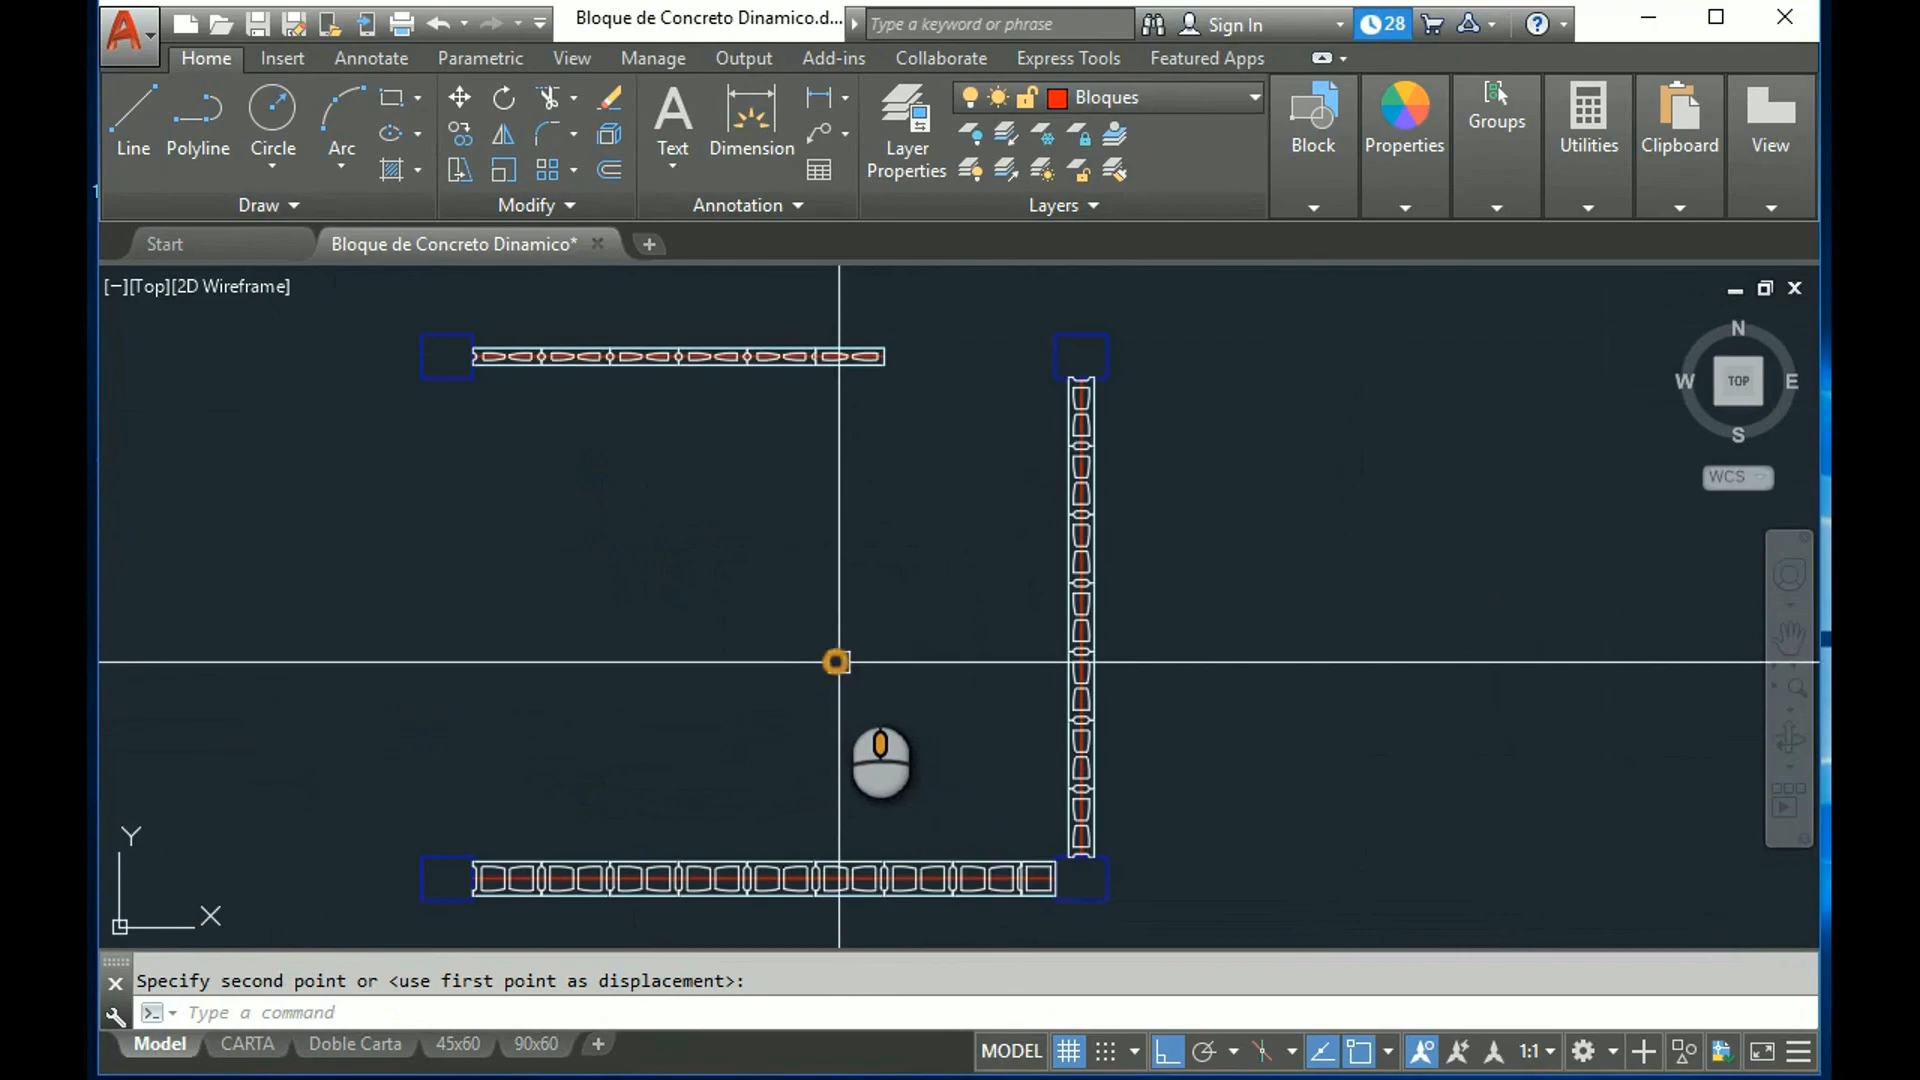 Bloque de Concreto Dinamico.d...
Type a keyword or phrase
Sign In
28
Home Insert Annotate Parametric View Manage Output Add-ins Collaborate Express Tools Featured Apps
Bloques
Line Polyline Circle Arc
Text Dimension
Layer Properties
Block Properties Groups Utilities Clipboard View
Draw Modify Annotation Layers
Start
Bloque de Concreto Dinamico*
[−][Top][2D Wireframe]
N
W TOP E
S
WCS
Y
X
Specify second point or <use first point as displacement>:
Type a command
Model CARTA Doble Carta 45x60 90x60
MODEL
1:1